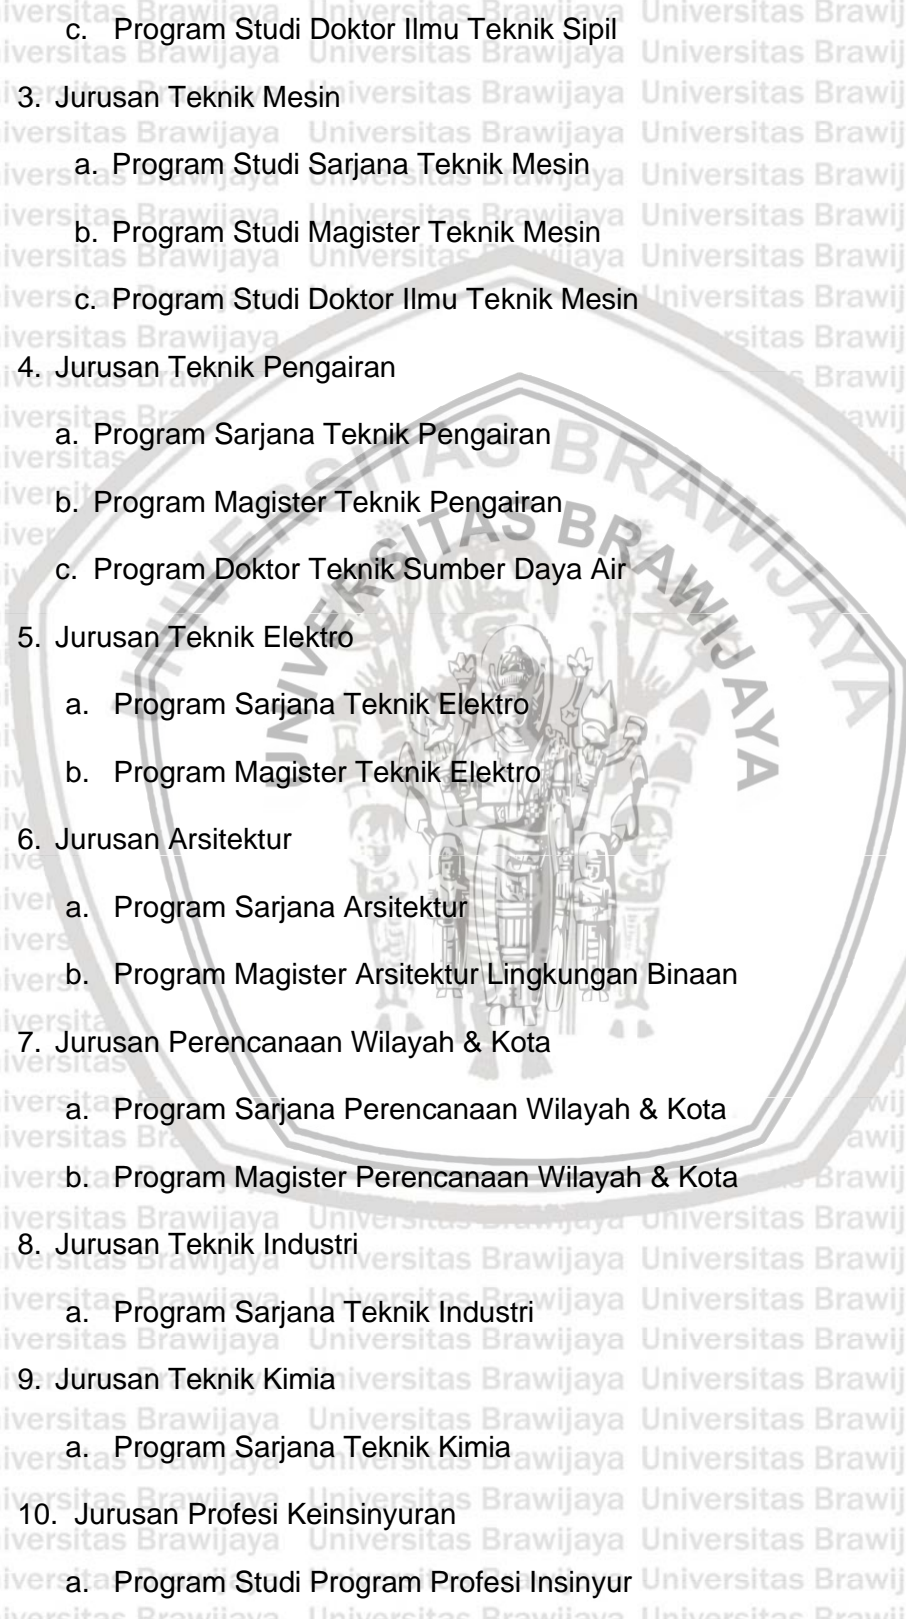 c. Program Studi Doktor Ilmu Teknik Sipil
3. Jurusan Teknik Mesin
a. Program Studi Sarjana Teknik Mesin
b. Program Studi Magister Teknik Mesin
c. Program Studi Doktor Ilmu Teknik Mesin
4. Jurusan Teknik Pengairan
a. Program Sarjana Teknik Pengairan
b. Program Magister Teknik Pengairan
c. Program Doktor Teknik Sumber Daya Air
5. Jurusan Teknik Elektro
a. Program Sarjana Teknik Elektro
b. Program Magister Teknik Elektro
6. Jurusan Arsitektur
a. Program Sarjana Arsitektur
b. Program Magister Arsitektur Lingkungan Binaan
7. Jurusan Perencanaan Wilayah & Kota
a. Program Sarjana Perencanaan Wilayah & Kota
b. Program Magister Perencanaan Wilayah & Kota
8. Jurusan Teknik Industri
a. Program Sarjana Teknik Industri
9. Jurusan Teknik Kimia
a. Program Sarjana Teknik Kimia
10. Jurusan Profesi Keinsinyuran
a. Program Studi Program Profesi Insinyur
UNIVERSITAS BRAWIJAYA
UNIVERSITAS BRAWIJAYA